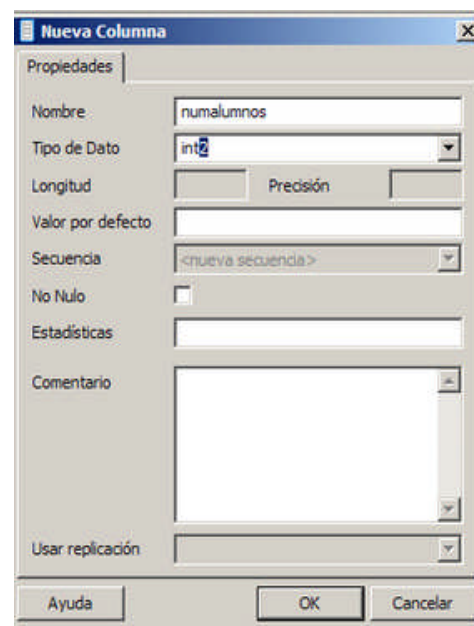 Nueva Columna
Propiedades
Nombre numalumnos
Tipo de Dato int2
Longitud Precisión
Valor por defecto
Secuencia <nueva secuencia>
No Nulo
Estadísticas
Comentario
Usar replicación
Ayuda OK Cancelar